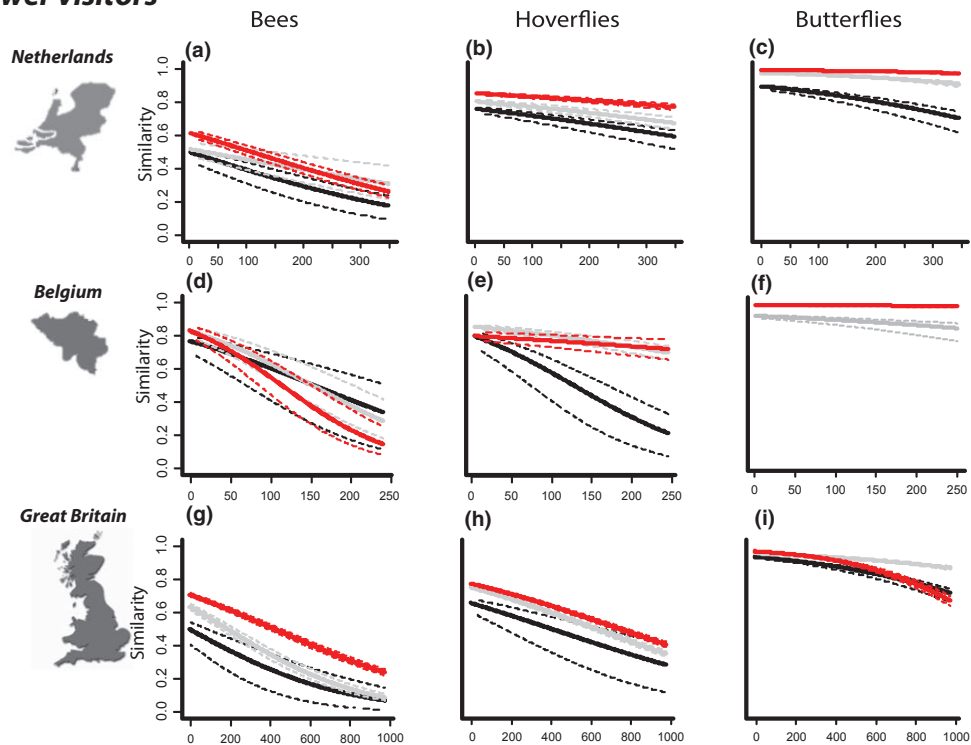 wer visitors
Bees Hoverflies Butterflies
Netherlands
(a) (b) (c)
Similarity
0.0 0.2 0.4 0.6 0.8 1.0
0 50 100 200 300
0 50 100 200 300
0 50 100 200 300
Belgium
(d) (e) (f)
0.0 0.2 0.4 0.6 0.8 1.0
0 50 100 150 200 250
0 50 100 150 200 250
0 50 100 150 200 250
Great Britain
(g) (h) (i)
Similarity
0.0 0.2 0.4 0.6 0.8 1.0
0 200 400 600 800 1000
0 200 400 600 800 1000
0 200 400 600 800 1000